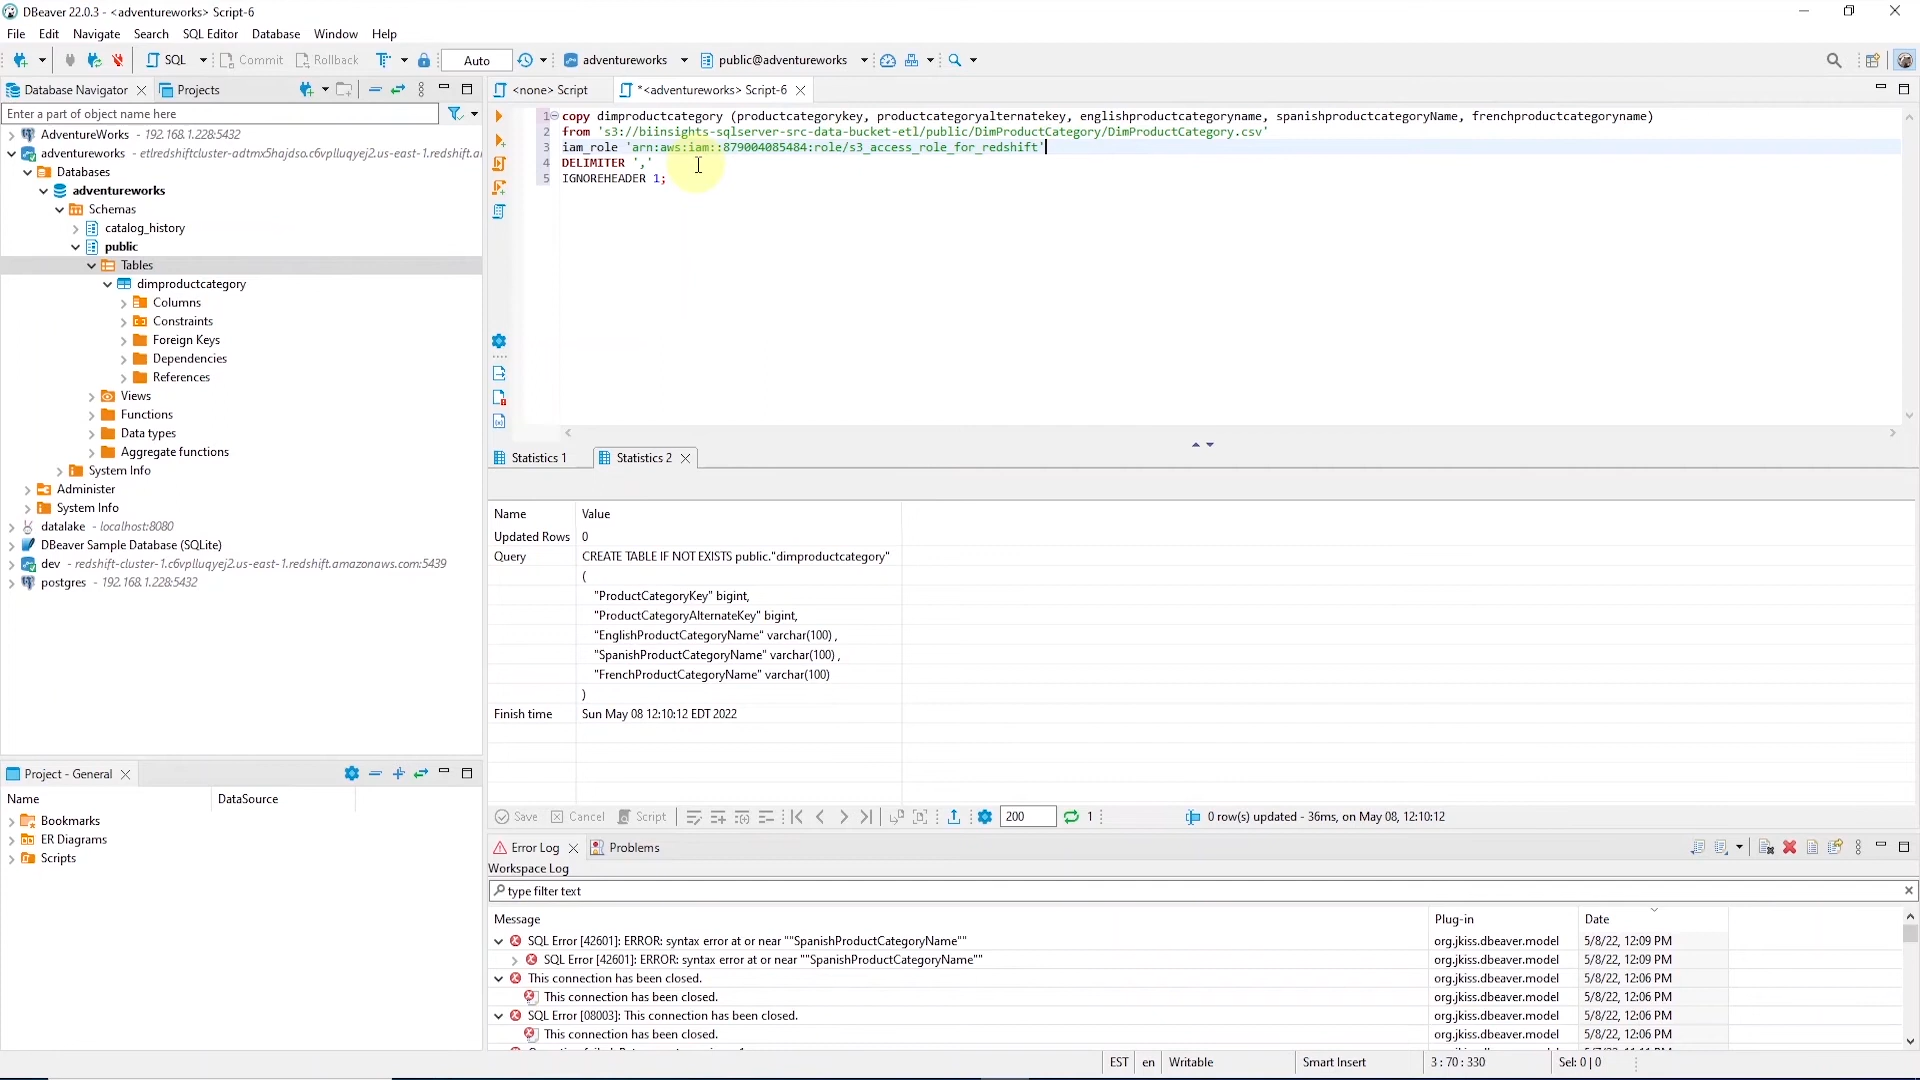 DBeaver 22.0.3 - <adventureworks> Script-6
File Edit Navigate Search SQL Editor Database Window Help
SQL Commit Rollback Auto adventureworks public@adventureworks
Database Navigator Projects
Enter a part of object name here
AdventureWorks - 192.168.1.228:5432
adventureworks - etlredshiftcluster-adtmx5hajdso.c6vplluqyej2.us-east-1.redshift.am
Databases
adventureworks
Schemas
catalog_history
public
Tables
dimproductcategory
Columns
Constraints
Foreign Keys
Dependencies
References
Views
Functions
Data types
Aggregate functions
System Info
Administer
System Info
datalake - localhost:8080
DBeaver Sample Database (SQLite)
dev - redshift-cluster-1.c6vplluqyej2.us-east-1.redshift.amazonaws.com:5439
postgres - 192.168.1.228:5432
Project - General
Name DataSource
Bookmarks
ER Diagrams
Scripts
<none> Script *<adventureworks> Script-6
1 copy dimproductcategory (productcategorykey, productcategoryalternatekey, englishproductcategoryname, spanishproductcategoryName, frenchproductcategoryname)
2 from 's3://biinsights-sqlserver-src-data-bucket-etl/public/DimProductCategory/DimProductCategory.csv'
3 iam_role 'arn:aws:iam::879004085484:role/s3_access_role_for_redshift'
4 DELIMITER ','
5 IGNOREHEADER 1;
Statistics 1 Statistics 2
Name Value
Updated Rows 0
Query CREATE TABLE IF NOT EXISTS public."dimproductcategory"
(
"ProductCategoryKey" bigint,
"ProductCategoryAlternateKey" bigint,
"EnglishProductCategoryName" varchar(100) ,
"SpanishProductCategoryName" varchar(100) ,
"FrenchProductCategoryName" varchar(100)
)
Finish time Sun May 08 12:10:12 EDT 2022
Save Cancel Script 200 1 0 row(s) updated - 36ms, on May 08, 12:10:12
Error Log Problems
Workspace Log
type filter text
Message Plug-in Date
SQL Error [42601]: ERROR: syntax error at or near ""SpanishProductCategoryName"" org.jkiss.dbeaver.model 5/8/22, 12:09 PM
SQL Error [42601]: ERROR: syntax error at or near ""SpanishProductCategoryName"" org.jkiss.dbeaver.model 5/8/22, 12:09 PM
This connection has been closed. org.jkiss.dbeaver.model 5/8/22, 12:06 PM
This connection has been closed. org.jkiss.dbeaver.model 5/8/22, 12:06 PM
SQL Error [08003]: This connection has been closed. org.jkiss.dbeaver.model 5/8/22, 12:06 PM
This connection has been closed. org.jkiss.dbeaver.model 5/8/22, 12:06 PM
EST en Writable Smart Insert 3 : 70 : 330 Sel: 0 | 0